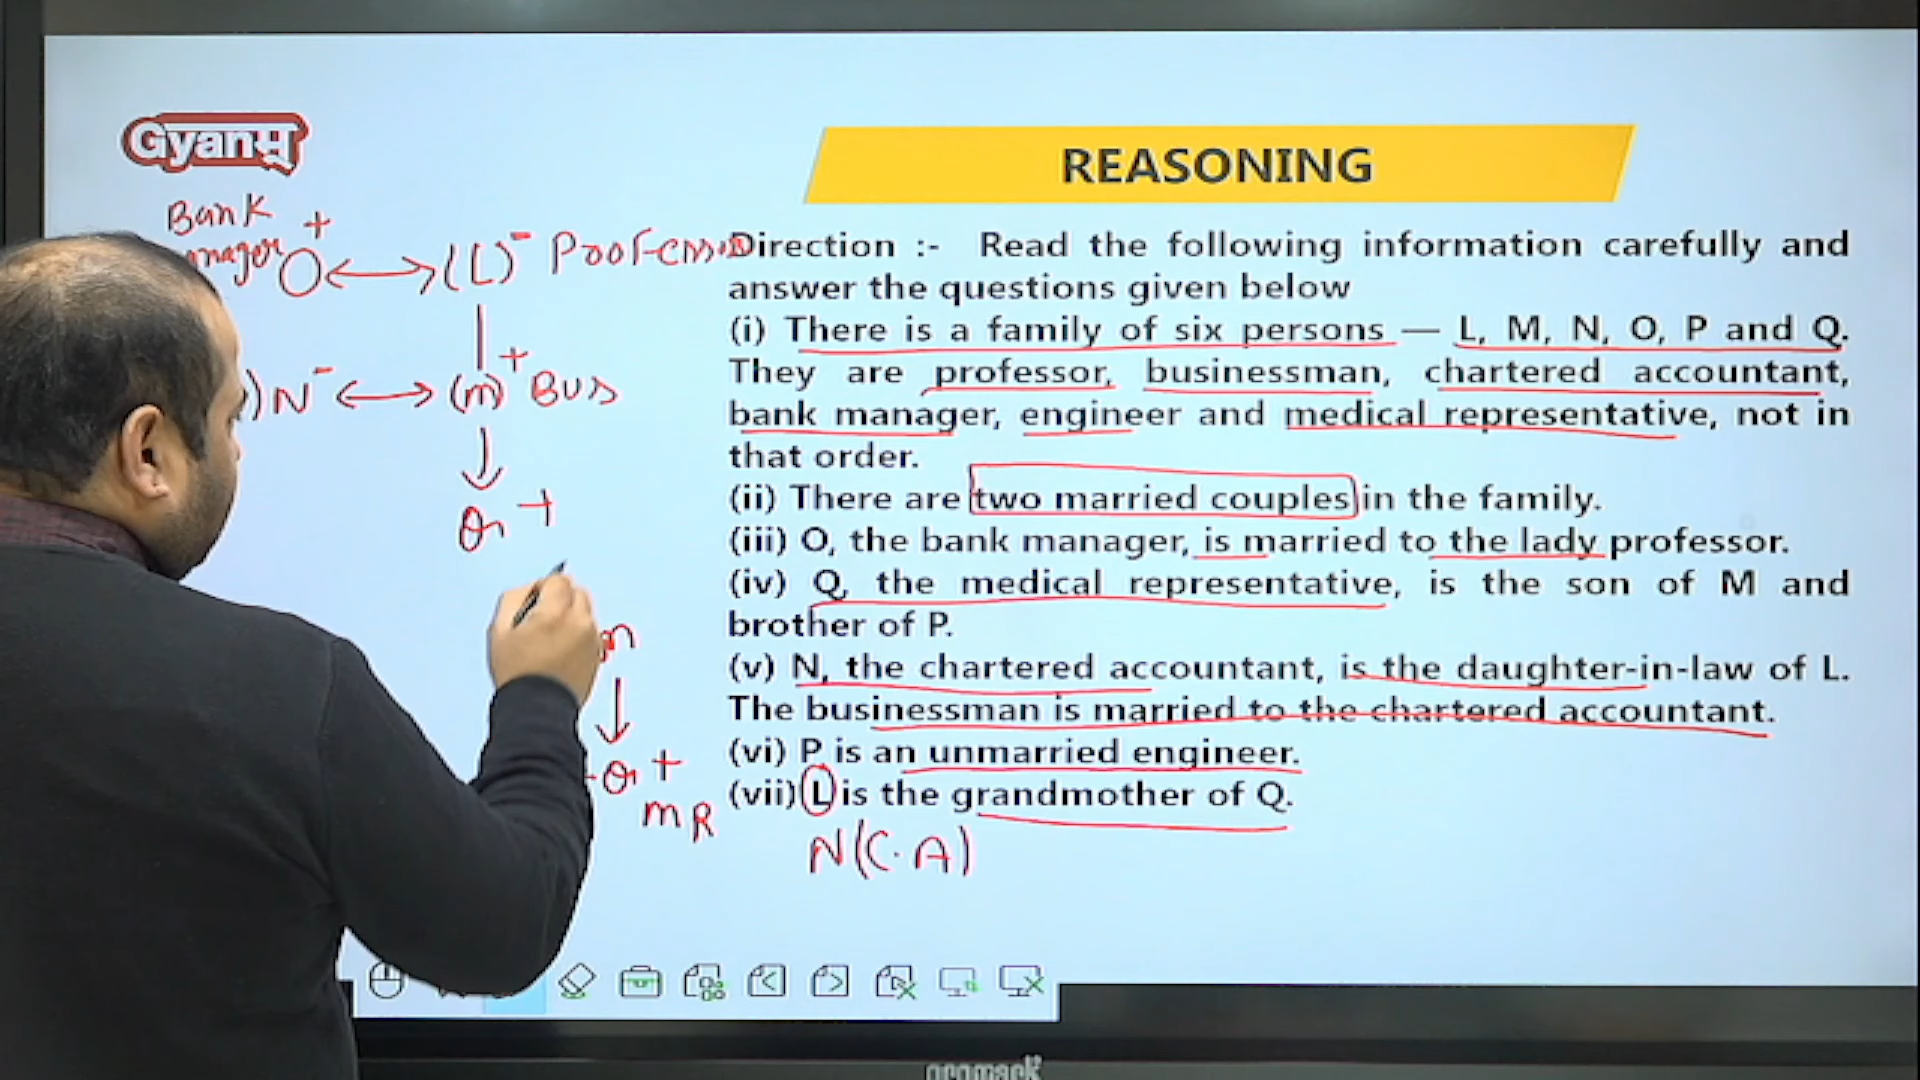 Gyanम्
REASONING
Bank
O + ↔ (L) - Professor
N - ↔ (m) + Bus
+
n
+
mR
Direction :- Read the following information carefully and
answer the questions given below
(i) There is a family of six persons — L, M, N, O, P and Q.
They are professor, businessman, chartered accountant,
bank manager, engineer and medical representative, not in
that order.
(ii) There are two married couples in the family.
(iii) O, the bank manager, is married to the lady professor.
(iv) Q, the medical representative, is the son of M and
brother of P.
(v) N, the chartered accountant, is the daughter-in-law of L.
The businessman is married to the chartered accountant.
(vi) P is an unmarried engineer.
(vii) L is the grandmother of Q.
N(C.A)